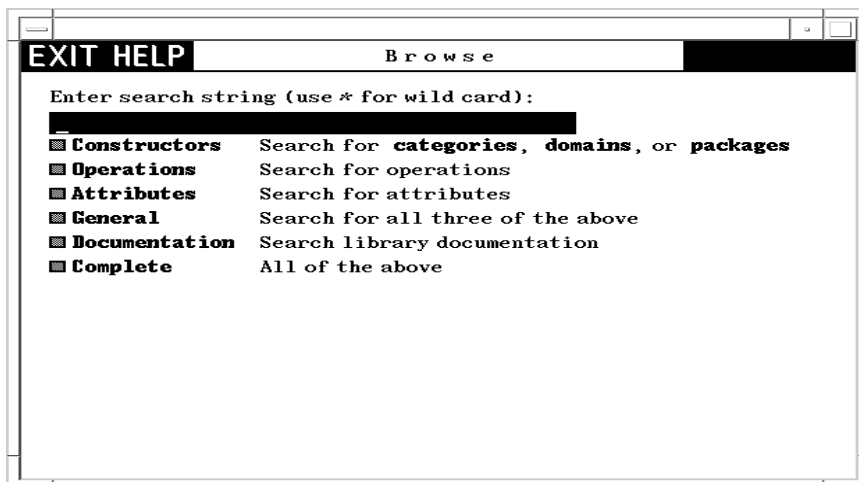 EXIT HELP Browse
Enter search string (use * for wild card):
Constructors Search for categories, domains, or packages
Operations Search for operations
Attributes Search for attributes
General Search for all three of the above
Documentation Search library documentation
Complete All of the above